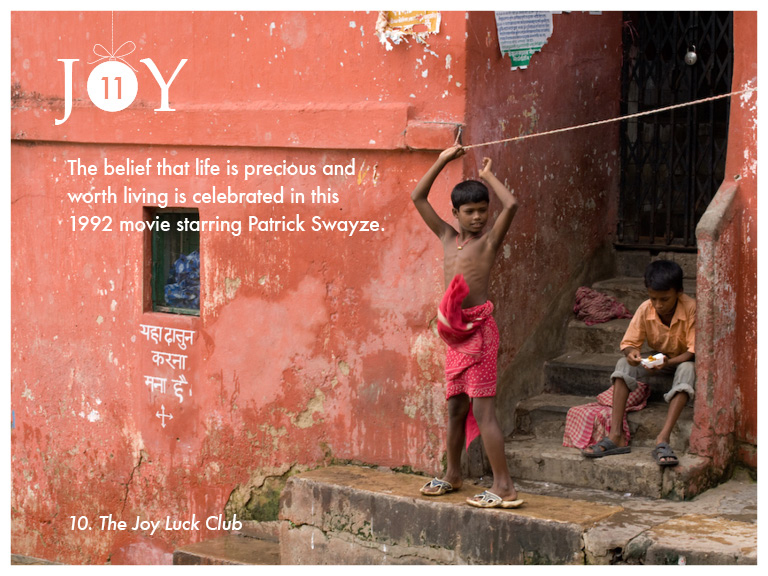 JOY
11
The belief that life is precious and
worth living is celebrated in this
1992 movie starring Patrick Swayze.
यहा
करना
मना है
10. The Joy Luck Club